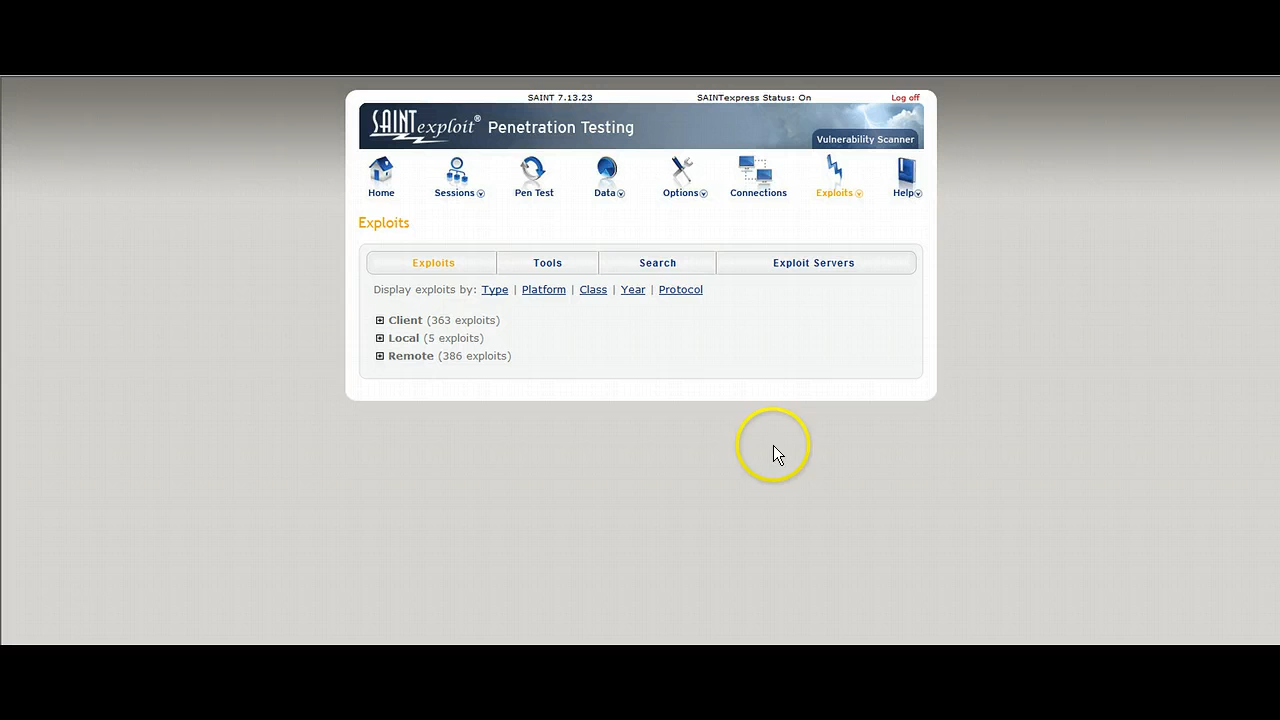 SAINT 7.13.23 SAINTexpress Status: On Log off
SAINTexploit® Penetration Testing
Vulnerability Scanner
Home Sessions Pen Test Data Options Connections Exploits Help
Exploits
Exploits Tools Search Exploit Servers
Display exploits by: Type | Platform | Class | Year | Protocol
Client (363 exploits)
Local (5 exploits)
Remote (386 exploits)